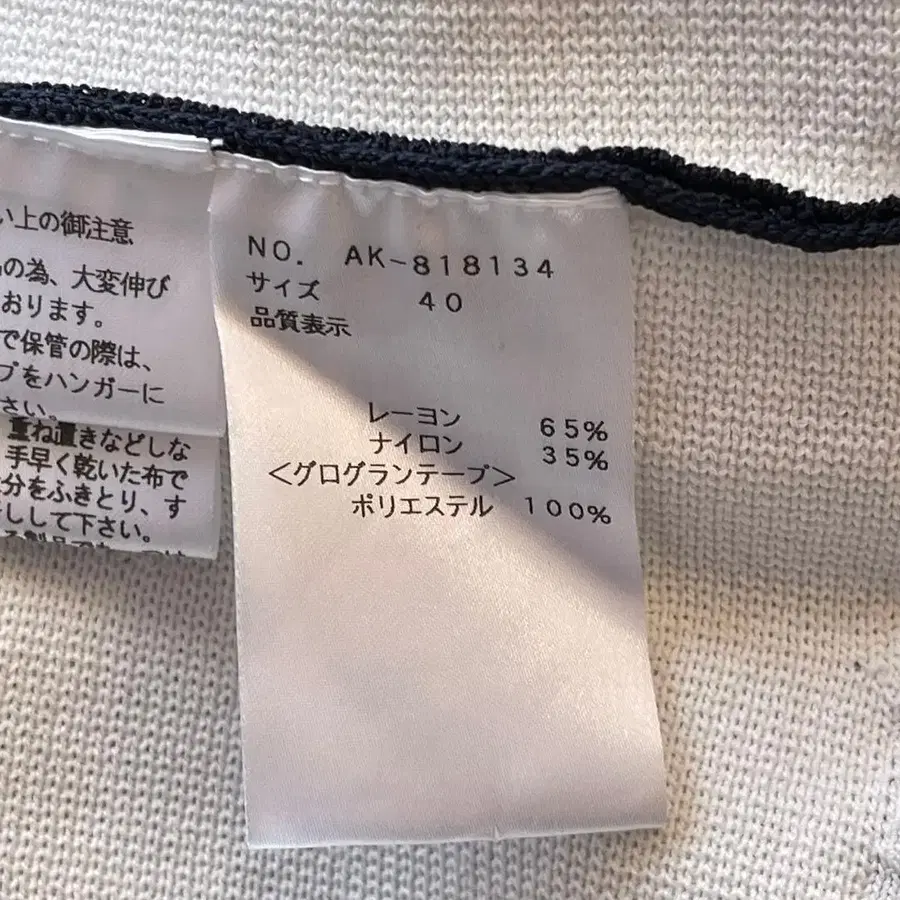 い上の御注意
の為、大変伸び
おります。
で保管の際は、
ブをハンガーに
さい。
重ね置きなどしな
手早く乾いた布で
分をふきとり、す
して下さい。
NO. AK-818134
サイズ 40
品質表示
レーヨン 65%
ナイロン 35%
<グログランテープ>
ポリエステル 100%